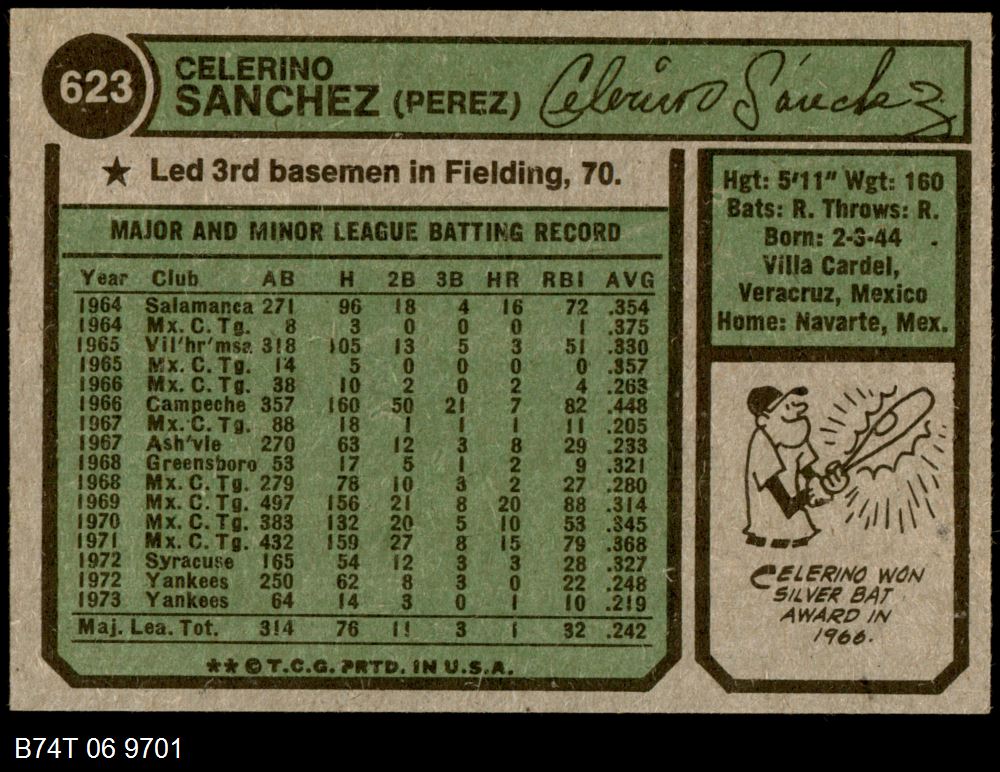 623
CELERINO
SANCHEZ (PEREZ)
Celerino Sánchez
★ Led 3rd basemen in Fielding, 70.
MAJOR AND MINOR LEAGUE BATTING RECORD
Year Club AB H 2B 3B HR RBI AVG
1964 Salamanca 271 96 18 4 16 72 .354
1964 Mx. C. Tg. 8 3 0 0 0 1 .375
1965 Vil'hr'msa 318 105 13 5 3 51 .330
1965 Mx. C. Tg. 14 5 0 0 0 0 .357
1966 Mx. C. Tg. 38 10 2 0 2 4 .263
1966 Campeche 357 160 50 21 7 82 .448
1967 Mx. C. Tg. 88 18 1 1 1 11 .205
1967 Ash'vle 270 63 12 3 8 29 .233
1968 Greensboro 53 17 5 1 2 9 .321
1968 Mx. C. Tg. 279 78 10 3 2 27 .280
1969 Mx. C. Tg. 497 156 21 8 20 88 .314
1970 Mx. C. Tg. 383 132 20 5 10 53 .345
1971 Mx. C. Tg. 432 159 27 8 15 79 .368
1972 Syracuse 165 54 12 3 3 28 .327
1972 Yankees 250 62 8 3 0 22 .248
1973 Yankees 64 14 3 0 1 10 .219
Maj. Lea. Tot. 314 76 11 3 1 32 .242
★★ © T.C.G. PRTD. IN U.S.A.
Hgt: 5'11" Wgt: 160
Bats: R. Throws: R.
Born: 2-3-44
Villa Cardel,
Veracruz, Mexico
Home: Navarte, Mex.
CELERINO WON
SILVER BAT
AWARD IN
1966.
B74T 06 9701